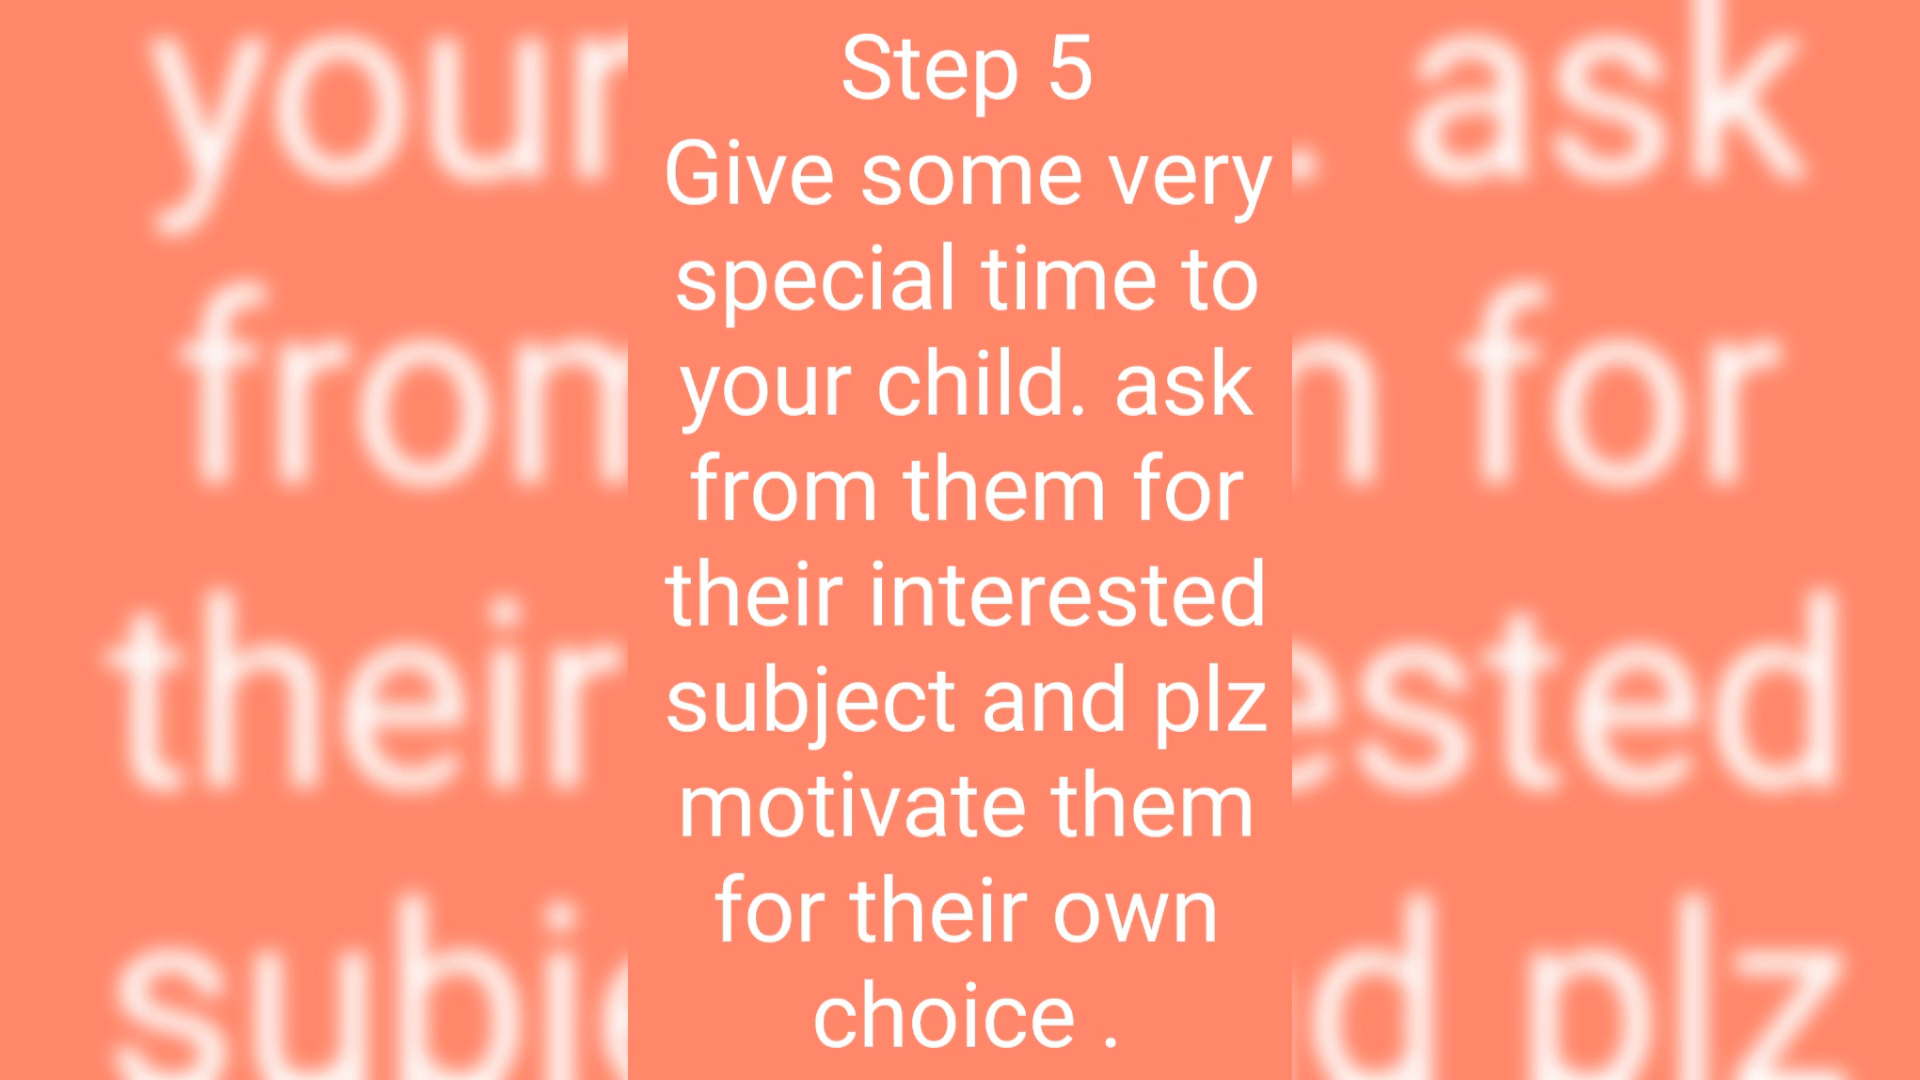 Step 5
Give some very
special time to
your child. ask
from them for
their interested
subject and plz
motivate them
for their own
choice .